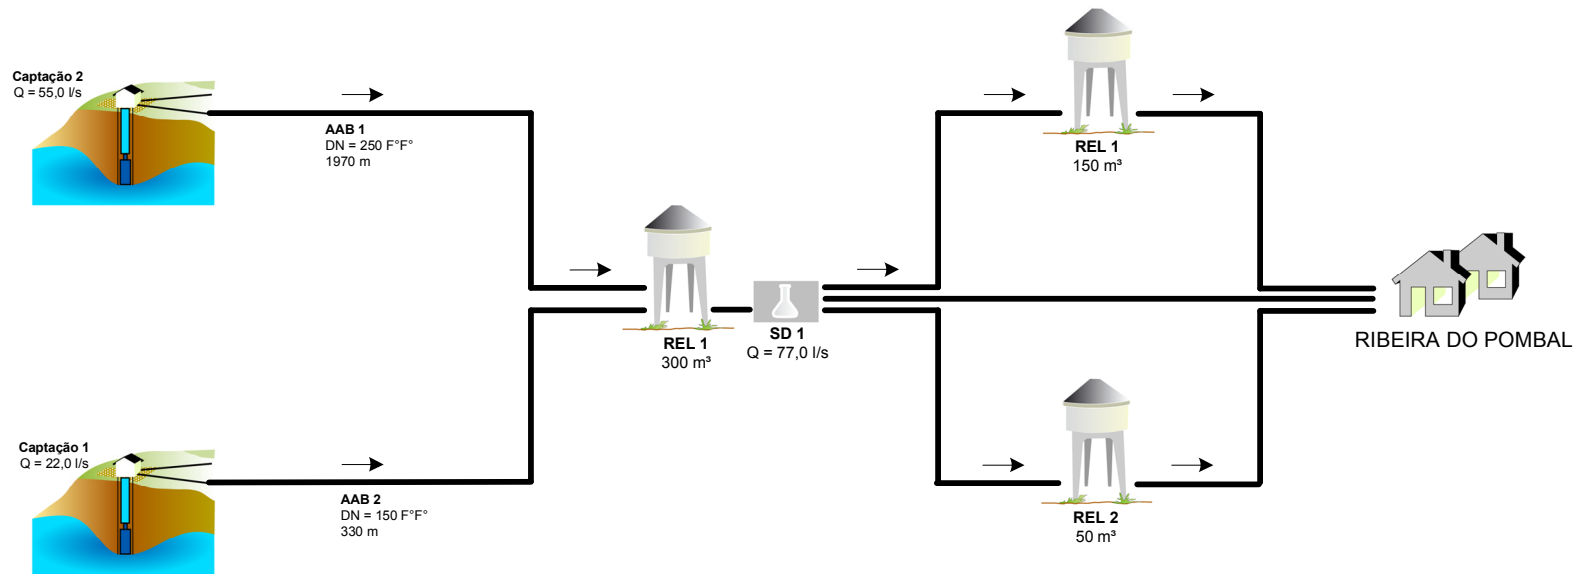 Captação 2
Q = 55,0 l/s
AAB 1
DN = 250 F°F°
1970 m
REL 1
150 m³
REL 1
300 m³
SD 1
Q = 77,0 l/s
RIBEIRA DO POMBAL
Captação 1
Q = 22,0 l/s
AAB 2
DN = 150 F°F°
330 m
REL 2
50 m³